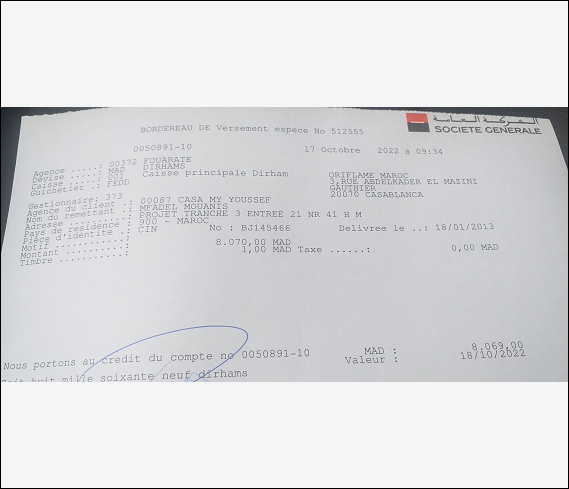 الشركة العامة
SOCIETE GENERALE
BORDEREAU DE Versement espece No 512555
0050891-10 17 Octobre 2022 a 09:34
Agence .....: 00372 FOUARATE
Devise .....: MAD DIRHAMS
Caisse .....: 001 Caisse principale Dirham
Guichetier .: FEDD
ORIFLAME MAROC
3,RUE ABDELKADER EL MAZINI
GAUTHIER
20070 CASABLANCA
Gestionnaire: 373
Agence du client .: 00087 CASA MY YOUSSEF
Nom du remettant .: MFADEL MOUANIS
Adresse ..........: PROJET TRANCHE 3 ENTREE 21 NR 41 H M
Pays de residence : 900 - MAROC
Pièce d'identite .: CIN No : BJ145466 Delivree le ..: 18/01/2013
Motif ............:
Montant ..........: 8.070,00 MAD
Timbre ...........: 1,00 MAD Taxe ......: 0,00 MAD
Nous portons au credit du compte no 0050891-10 MAD : 8.069,00
Valeur : 18/10/2022
Soit huit mille soixante neuf dirhams